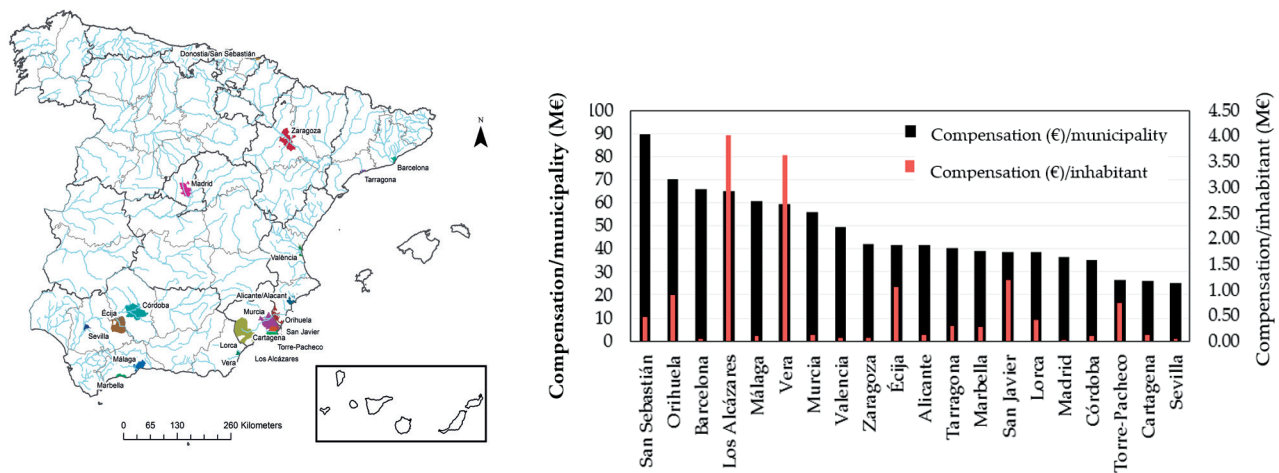 Donostia/San Sebastián
Zaragoza
N
Barcelona
Tarragona
Madrid
València
Alicante/Alacant
Córdoba
Écija
Murcia
Orihuela
Sevilla
San Javier
Cartagena
Lorca
Torre-Pacheco
Málaga
Vera
Los Alcázares
Marbella
0 65 130 260 Kilometers
Compensation/municipality (M€)
100
90
80
70
60
50
40
30
20
10
0
Compensation (€)/municipality
Compensation (€)/inhabitant
4.50
4.00
3.50
3.00
2.50
2.00
1.50
1.00
0.50
0.00
Compensation/inhabitant (M€)
San Sebastián
Orihuela
Barcelona
Los Alcázares
Málaga
Vera
Murcia
Valencia
Zaragoza
Écija
Alicante
Tarragona
Marbella
San Javier
Lorca
Madrid
Córdoba
Torre-Pacheco
Cartagena
Sevilla